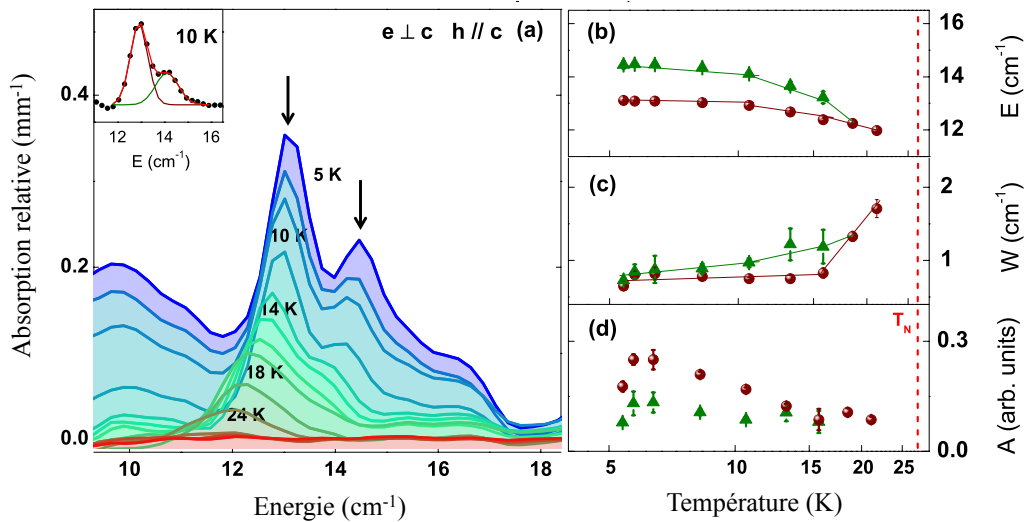 10 K
12 14 16
E (cm⁻¹)
e ⊥ c h // c (a)
5 K
10 K
14 K
18 K
24 K
0.4
0.2
0.0
Absorption relative (mm⁻¹)
10 12 14 16 18
Energie (cm⁻¹)
(b)
16
14
12
E (cm⁻¹)
(c)
2
1
W (cm⁻¹)
(d)
T_N
0.3
0.0
A (arb. units)
5 10 15 20 25
Température (K)